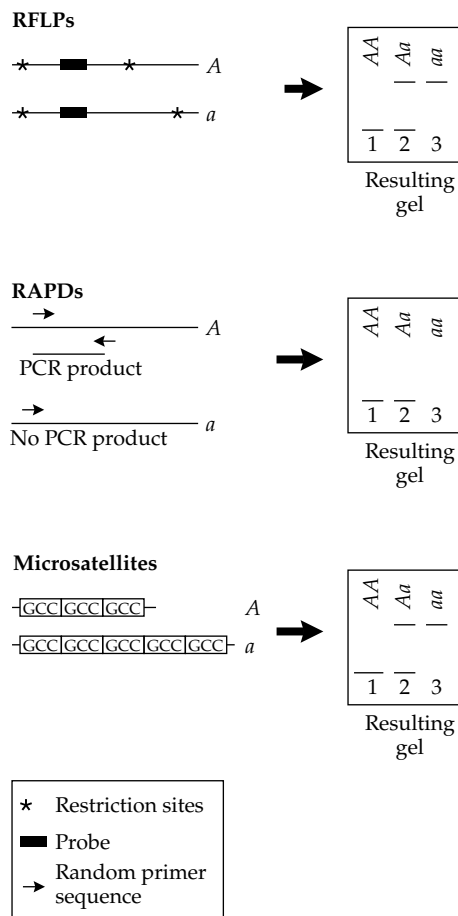 RFLPs
A
a
AA Aa aa
1 2 3
Resulting
gel
RAPDs
A
PCR product
a
No PCR product
AA Aa aa
1 2 3
Resulting
gel
Microsatellites
GCC GCC GCC A
GCC GCC GCC GCC GCC a
AA Aa aa
1 2 3
Resulting
gel
* Restriction sites
Probe
Random primer
sequence